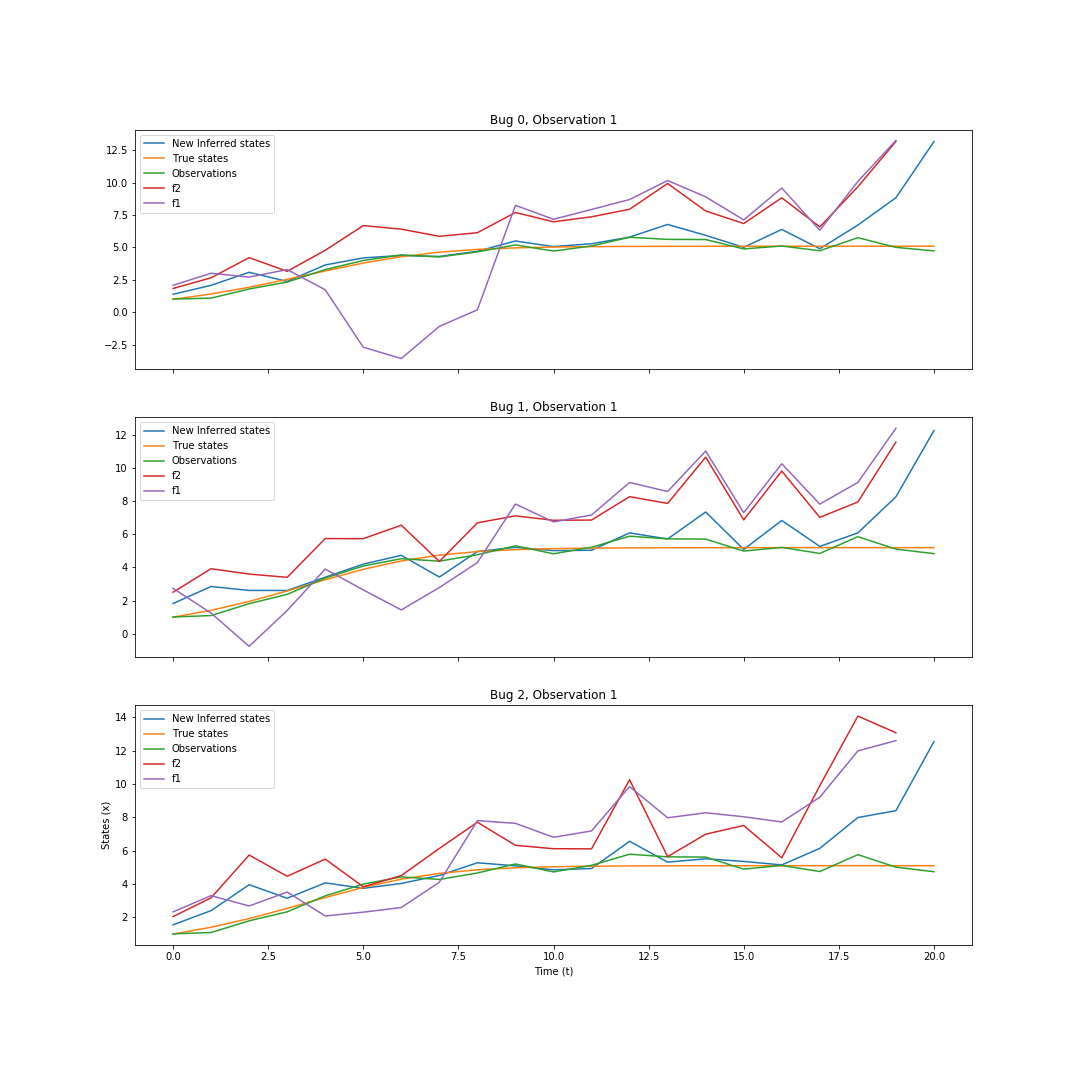 Bug 0, Observation 1
New Inferred states
True states
Observations
f2
f1
12.5
10.0
7.5
5.0
2.5
0.0
−2.5
Bug 1, Observation 1
New Inferred states
True states
Observations
f2
f1
12
10
8
6
4
2
0
Bug 2, Observation 1
New Inferred states
True states
Observations
f2
f1
14
12
10
8
6
4
2
States (x)
0.0 2.5 5.0 7.5 10.0 12.5 15.0 17.5 20.0
Time (t)